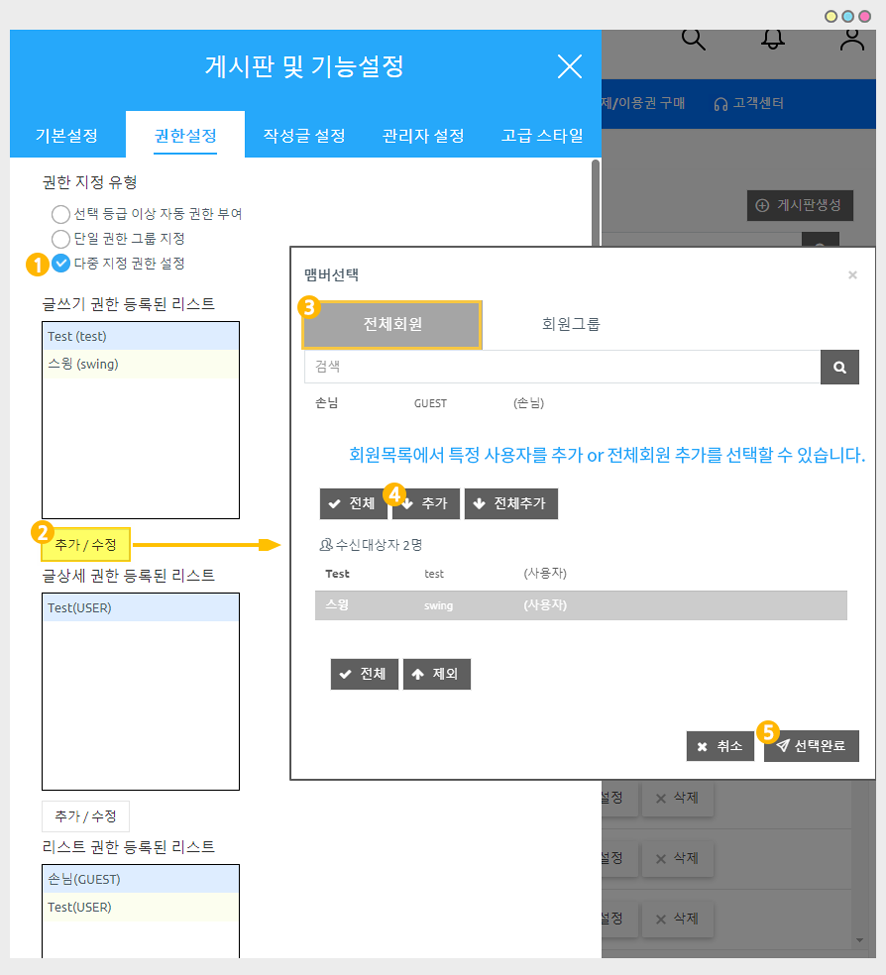 게시판 및 기능설정
제/이용권 구매 고객센터
기본설정 권한설정 작성글 설정 관리자 설정 고급 스타일
권한 지정 유형
게시판생성
선택 등급 이상 자동 권한 부여
단일 권한 그룹 지정
1 다중 지정 권한 설정
글쓰기 권한 등록된 리스트
Test (test)
스윙 (swing)
2 추가 / 수정
글상세 권한 등록된 리스트
Test(USER)
추가 / 수정
리스트 권한 등록된 리스트
손님(GUEST)
Test(USER)
맴버선택 ×
3 전체회원 회원그룹
검색
손님 GUEST (손님)
회원목록에서 특정 사용자를 추가 or 전체회원 추가를 선택할 수 있습니다.
전체 4 추가 전체추가
수신대상자 2명
Test test (사용자)
스윙 swing (사용자)
전체 제외
취소 5 선택완료
설정 삭제
설정 삭제
설정 삭제